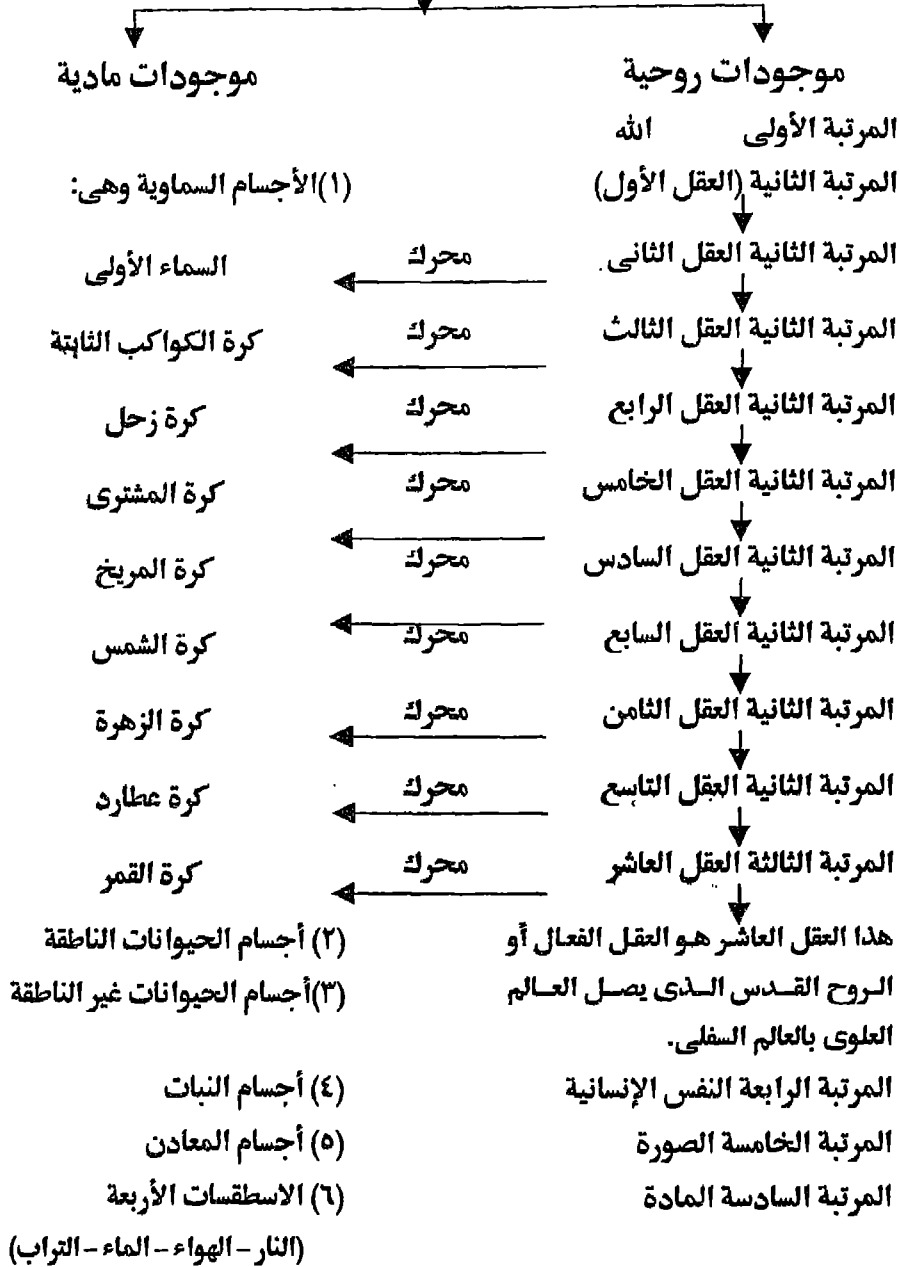 موجودات روحية موجودات مادية
المرتبة الأولى الله
المرتبة الثانية (العقل الأول) (١)الأجسام السماوية وهى:
المرتبة الثانية العقل الثانى محرك السماء الأولى
المرتبة الثانية العقل الثالث محرك كرة الكواكب الثابتة
المرتبة الثانية العقل الرابع محرك كرة زحل
المرتبة الثانية العقل الخامس محرك كرة المشترى
المرتبة الثانية العقل السادس محرك كرة المريخ
المرتبة الثانية العقل السابع محرك كرة الشمس
المرتبة الثانية العقل الثامن محرك كرة الزهرة
المرتبة الثانية العقل التاسع محرك كرة عطارد
المرتبة الثالثة العقل العاشر محرك كرة القمر
هذا العقل العاشر هو العقل الفعال أو (٢) أجسام الحيوانات الناطقة
الروح القدس الذى يصل العالم (٣)أجسام الحيوانات غير الناطقة
العلوى بالعالم السفلى.
المرتبة الرابعة النفس الإنسانية (٤) أجسام النبات
المرتبة الخامسة الصورة (٥) أجسام المعادن
المرتبة السادسة المادة (٦) الاسطقسات الأربعة
(النار – الهواء – الماء – التراب)